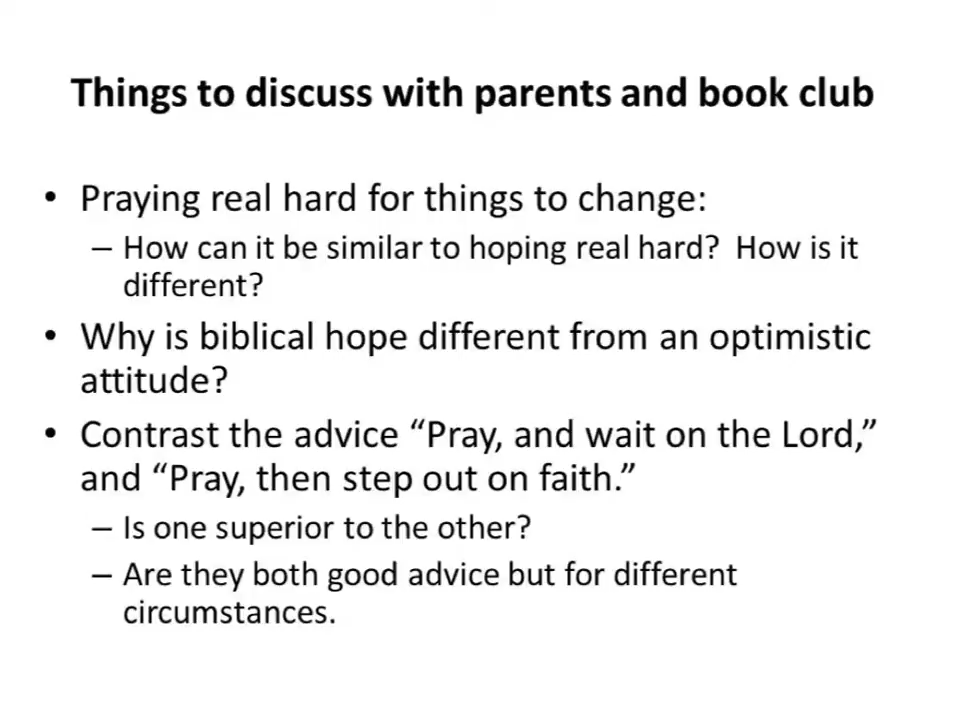 Things to discuss with parents and book club
• Praying real hard for things to change:
– How can it be similar to hoping real hard?  How is it
different?
• Why is biblical hope different from an optimistic
attitude?
• Contrast the advice “Pray, and wait on the Lord,”
and “Pray, then step out on faith.”
– Is one superior to the other?
– Are they both good advice but for different
circumstances.